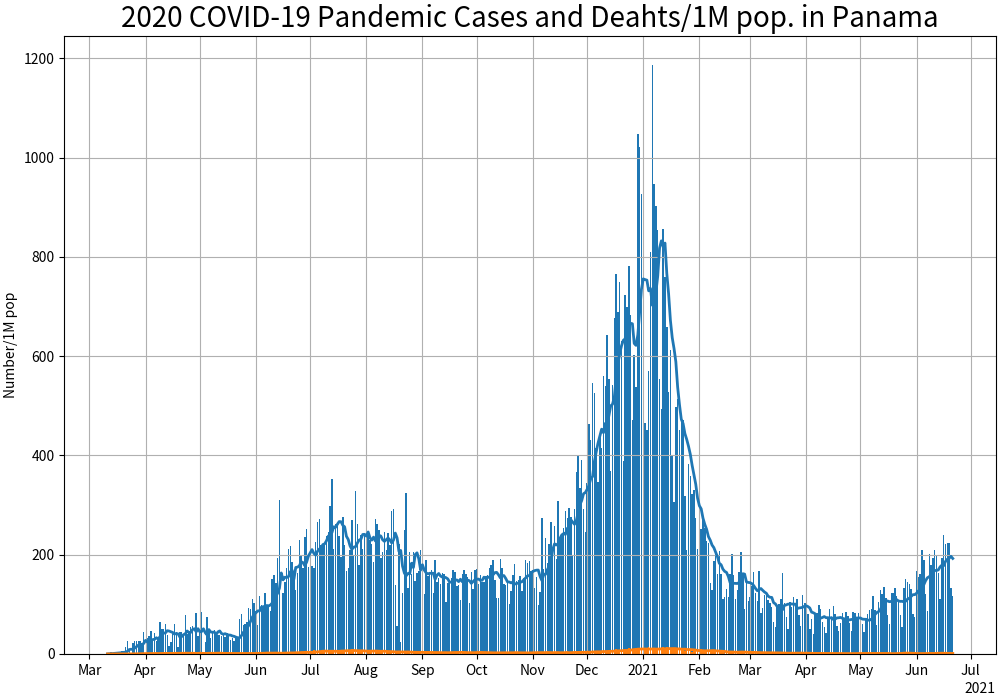 2020 COVID-19 Pandemic Cases and Deahts/1M pop. in Panama
Number/1M pop
1200
1000
800
600
400
200
0
Mar Apr May Jun Jul Aug Sep Oct Nov Dec 2021 Feb Mar Apr May Jun Jul
2021